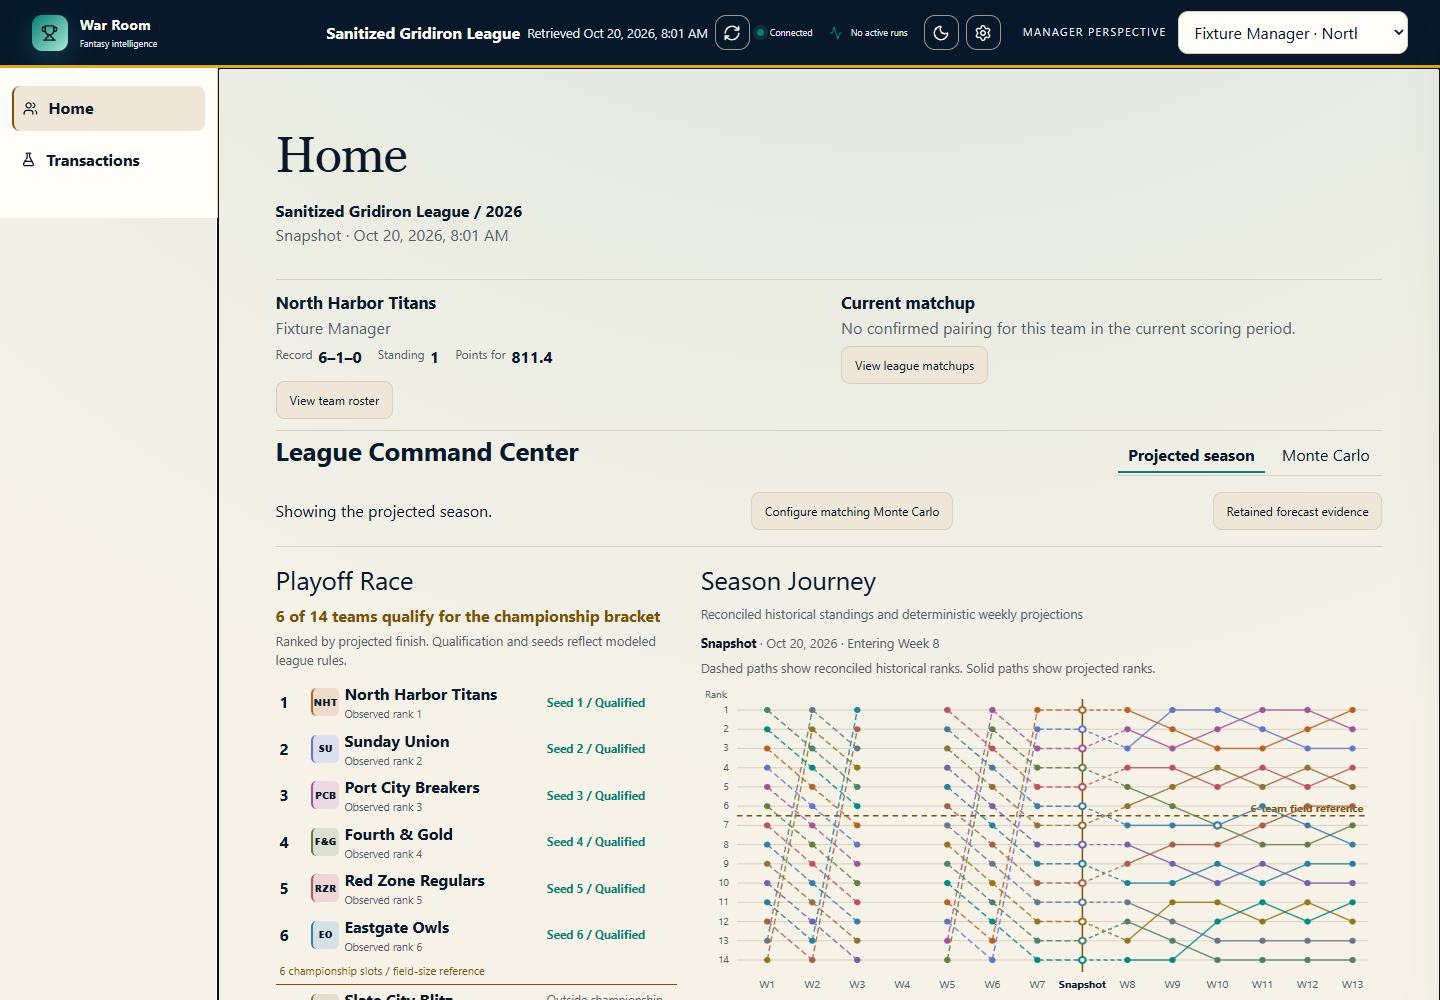 War Room
Fantasy intelligence
Sanitized Gridiron League Retrieved Oct 20, 2026, 8:01 AM
Connected
No active runs
MANAGER PERSPECTIVE
Fixture Manager · North
Home
Transactions
Home
Sanitized Gridiron League / 2026
Snapshot · Oct 20, 2026, 8:01 AM
North Harbor Titans
Fixture Manager
Record 6–1–0 Standing 1 Points for 811.4
View team roster
Current matchup
No confirmed pairing for this team in the current scoring period.
View league matchups
League Command Center
Projected season
Monte Carlo
Showing the projected season.
Configure matching Monte Carlo
Retained forecast evidence
Playoff Race
6 of 14 teams qualify for the championship bracket
Ranked by projected finish. Qualification and seeds reflect modeled
league rules.
1 NHT North Harbor Titans Seed 1 / Qualified
Observed rank 1
2 SU Sunday Union Seed 2 / Qualified
Observed rank 2
3 PCB Port City Breakers Seed 3 / Qualified
Observed rank 3
4 F&G Fourth & Gold Seed 4 / Qualified
Observed rank 4
5 RZR Red Zone Regulars Seed 5 / Qualified
Observed rank 5
6 EO Eastgate Owls Seed 6 / Qualified
Observed rank 6
6 championship slots / field-size reference
Slate City Blitz Outside championship
Season Journey
Reconciled historical standings and deterministic weekly projections
Snapshot · Oct 20, 2026 · Entering Week 8
Dashed paths show reconciled historical ranks. Solid paths show projected ranks.
Rank
1
2
3
4
5
6
6-team field reference
7
8
9
10
11
12
13
14
W1 W2 W3 W4 W5 W6 W7 Snapshot W8 W9 W10 W11 W12 W13